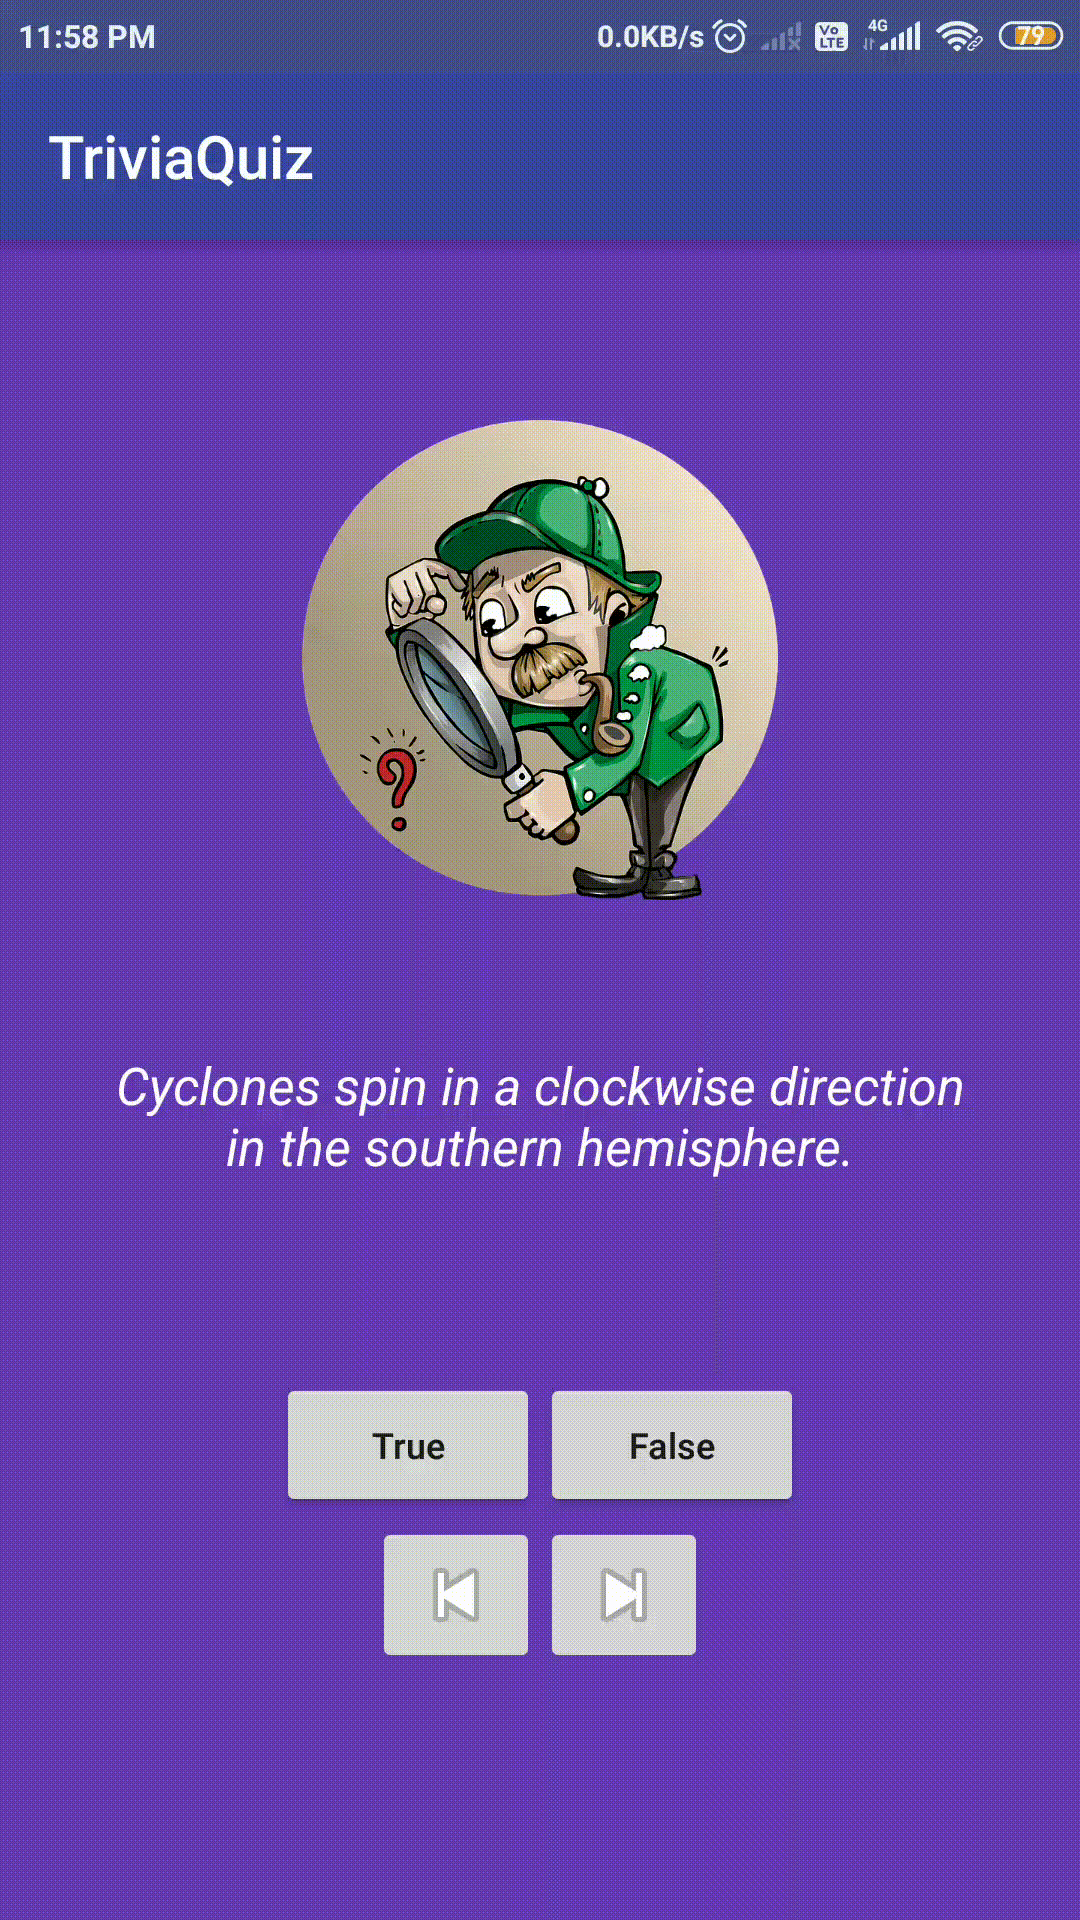 11:58 PM 0.0KB/s Vo LTE 4G 79
TriviaQuiz
?
Cyclones spin in a clockwise direction
in the southern hemisphere.
True False